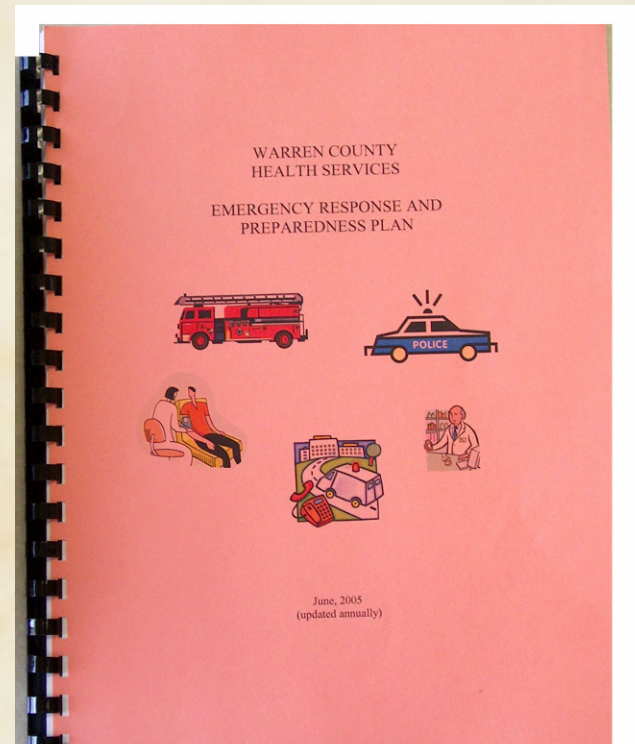 WARREN COUNTY
HEALTH SERVICES
EMERGENCY RESPONSE AND
PREPAREDNESS PLAN
POLICE
June, 2005
(updated annually)